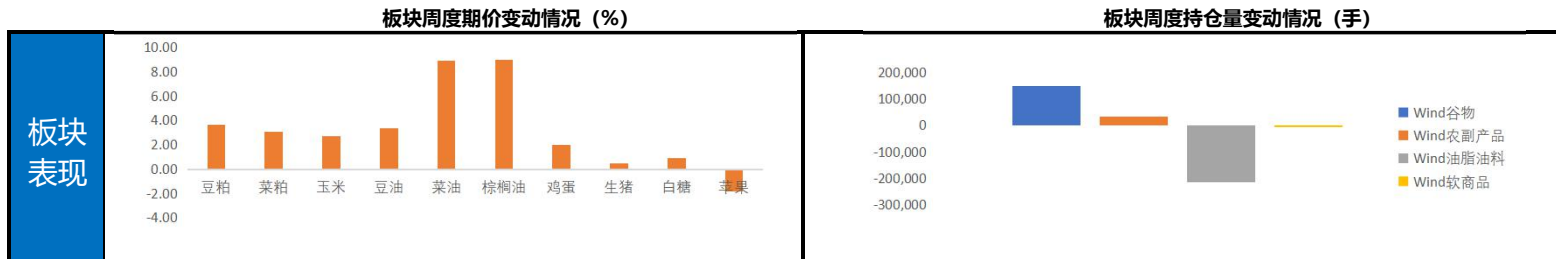 板块周度期价变动情况（%）
板块周度持仓量变动情况（手）
板块
表现
10.00
8.00
6.00
4.00
2.00
0.00
-2.00
-4.00
豆粕 菜粕 玉米 豆油 菜油 棕榈油 鸡蛋 生猪 白糖 苹果
200,000
100,000
0
-100,000
-200,000
-300,000
Wind谷物
Wind农副产品
Wind油脂油料
Wind软商品